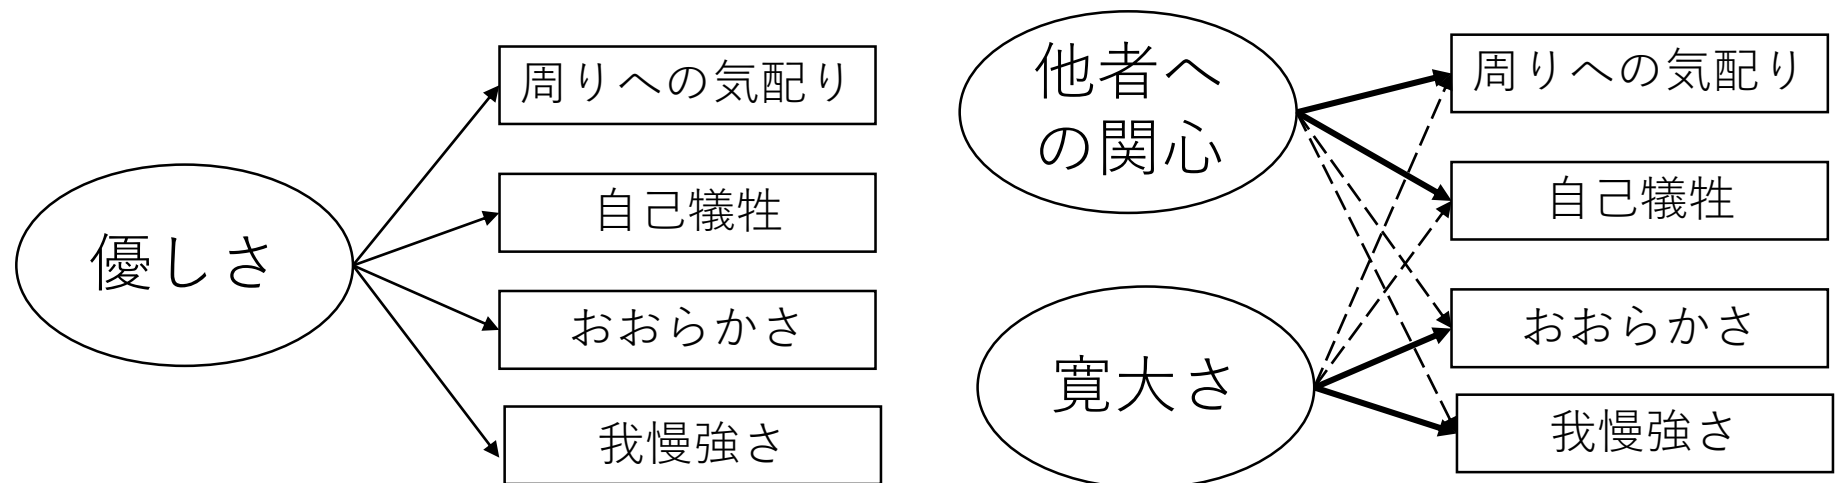 優しさ
周りへの気配り
自己犠牲
おおらかさ
我慢強さ
他者へ
の関心
寛大さ
周りへの気配り
自己犠牲
おおらかさ
我慢強さ